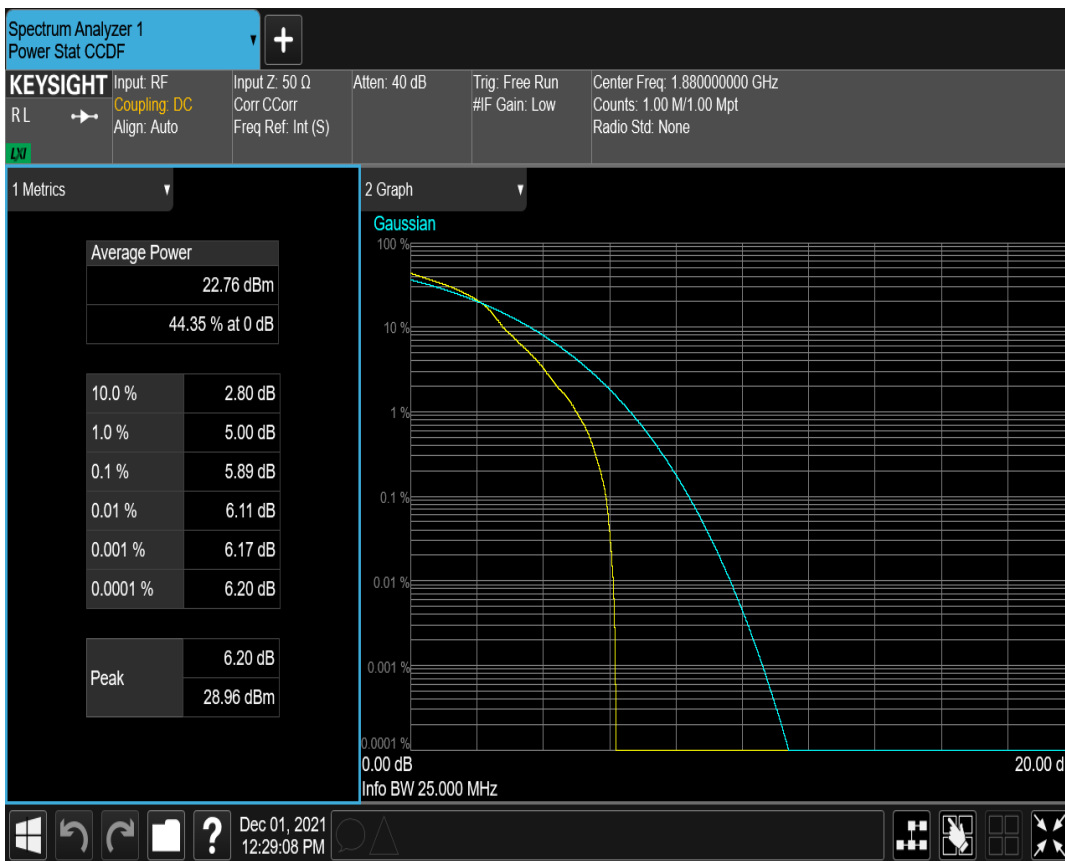 Spectrum Analyzer 1
Power Stat CCDF
+
KEYSIGHT
R L
LXI
Input: RF
Coupling: DC
Align: Auto
Input Z: 50 Ω
Corr CCorr
Freq Ref: Int (S)
Atten: 40 dB
Trig: Free Run
#IF Gain: Low
Center Freq: 1.880000000 GHz
Counts: 1.00 M/1.00 Mpt
Radio Std: None
1 Metrics
Average Power
22.76 dBm
44.35 % at 0 dB
10.0 % 2.80 dB
1.0 % 5.00 dB
0.1 % 5.89 dB
0.01 % 6.11 dB
0.001 % 6.17 dB
0.0001 % 6.20 dB
Peak
6.20 dB
28.96 dBm
2 Graph
Gaussian
100 %
10 %
1 %
0.1 %
0.01 %
0.001 %
0.0001 %
0.00 dB 20.00 d
Info BW 25.000 MHz
?
Dec 01, 2021
12:29:08 PM